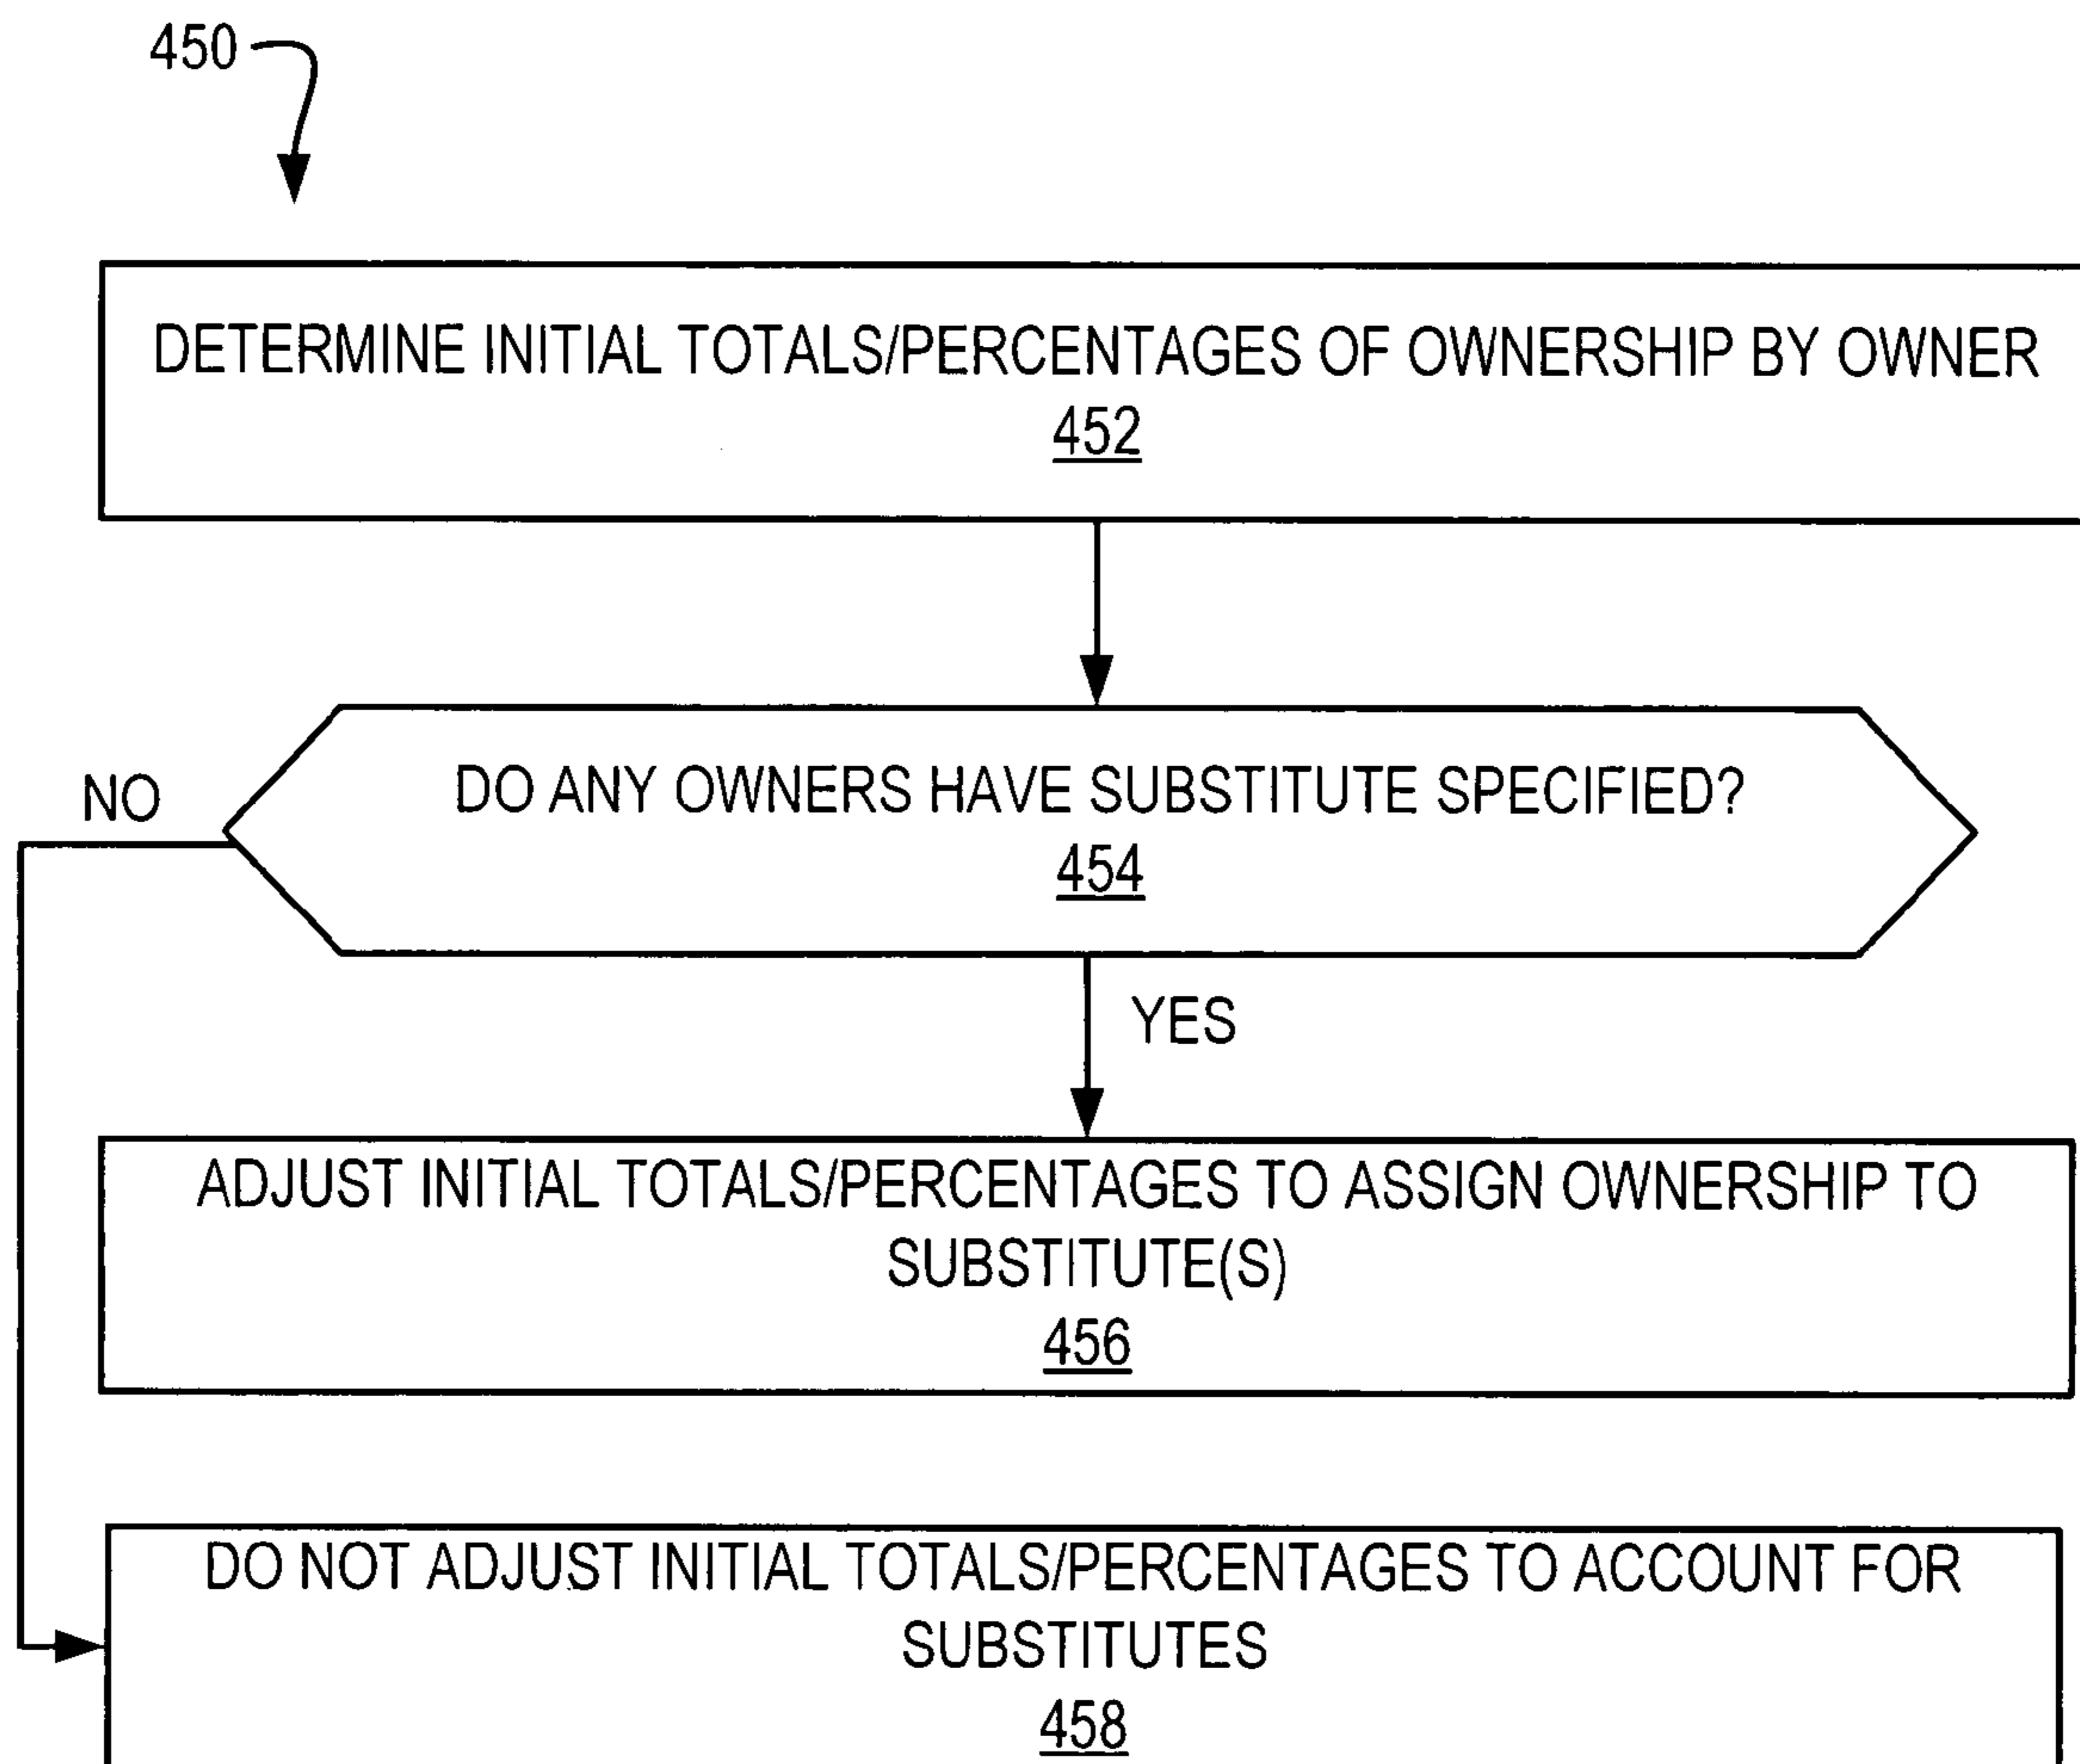 450
DETERMINE INITIAL TOTALS/PERCENTAGES OF OWNERSHIP BY OWNER
452
DO ANY OWNERS HAVE SUBSTITUTE SPECIFIED?
454
NO
YES
ADJUST INITIAL TOTALS/PERCENTAGES TO ASSIGN OWNERSHIP TO
SUBSTITUTE(S)
456
DO NOT ADJUST INITIAL TOTALS/PERCENTAGES TO ACCOUNT FOR
SUBSTITUTES
458